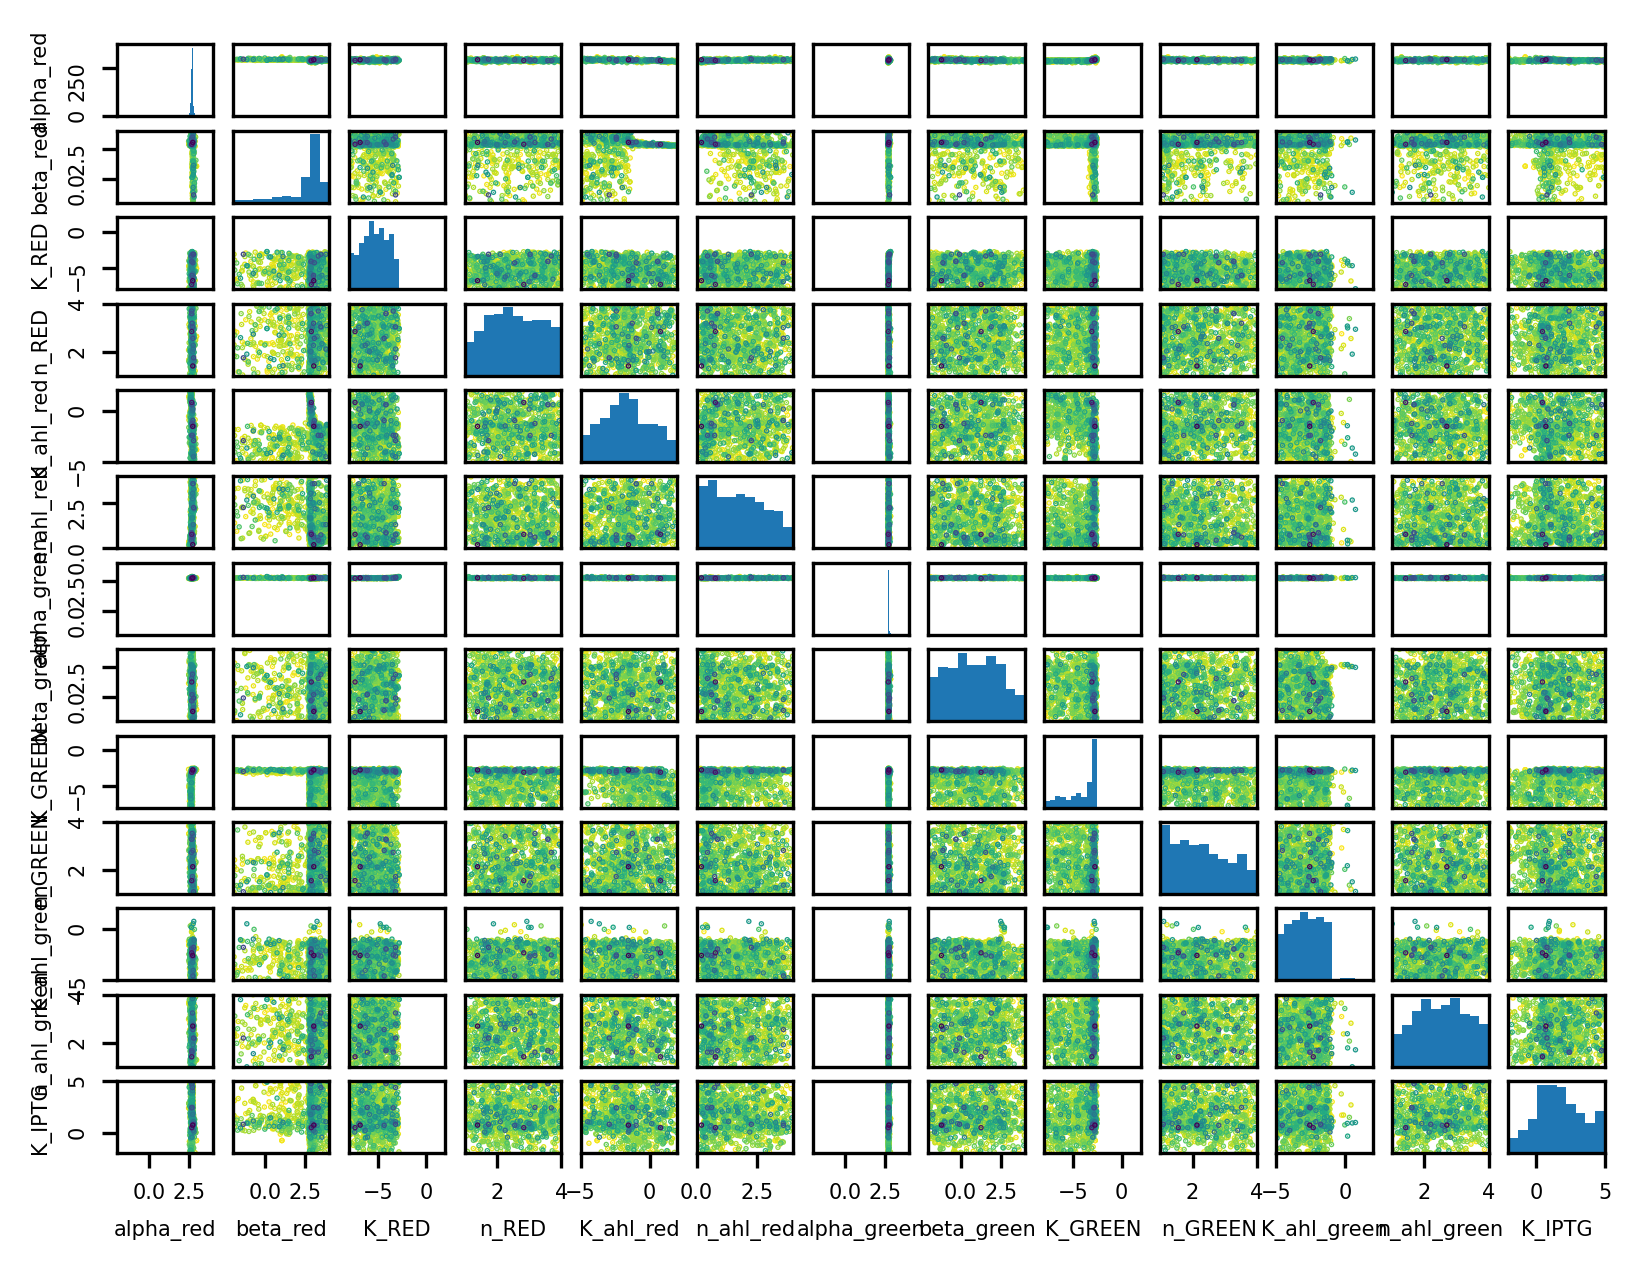 alpha_red
0 250
beta_red
0.0 2.5
K_RED
−5 0
n_RED
2 4
K_ahl_red
−5 0
n_ahl_red
0.0 2.5
alpha_green
0.0 2.5
beta_green
0.0 2.5
K_GREEN
−5 0
n_GREEN
2 4
K_ahl_green
−5 0
n_ahl_green
2 4
K_IPTG
0 5
0.0 2.5 0.0 2.5 −5 0 2 4 −5 0 0.0 2.5 0.0 2.5 0.0 2.5 −5 0 2 4 −5 0 2 4 0 5
alpha_red beta_red K_RED n_RED K_ahl_red n_ahl_red alpha_green beta_green K_GREEN n_GREEN K_ahl_green n_ahl_green K_IPTG